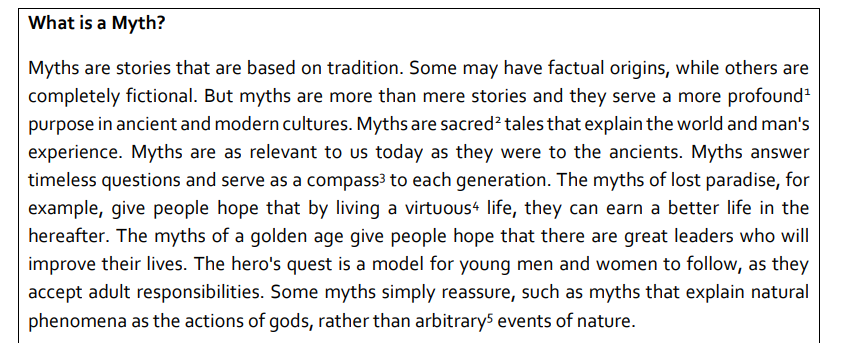 What is a Myth?
Myths are stories that are based on tradition. Some may have factual origins, while others are
completely fictional. But myths are more than mere stories and they serve a more profound¹
purpose in ancient and modern cultures. Myths are sacred² tales that explain the world and man's
experience. Myths are as relevant to us today as they were to the ancients. Myths answer
timeless questions and serve as a compass³ to each generation. The myths of lost paradise, for
example, give people hope that by living a virtuous⁴ life, they can earn a better life in the
hereafter. The myths of a golden age give people hope that there are great leaders who will
improve their lives. The hero's quest is a model for young men and women to follow, as they
accept adult responsibilities. Some myths simply reassure, such as myths that explain natural
phenomena as the actions of gods, rather than arbitrary⁵ events of nature.